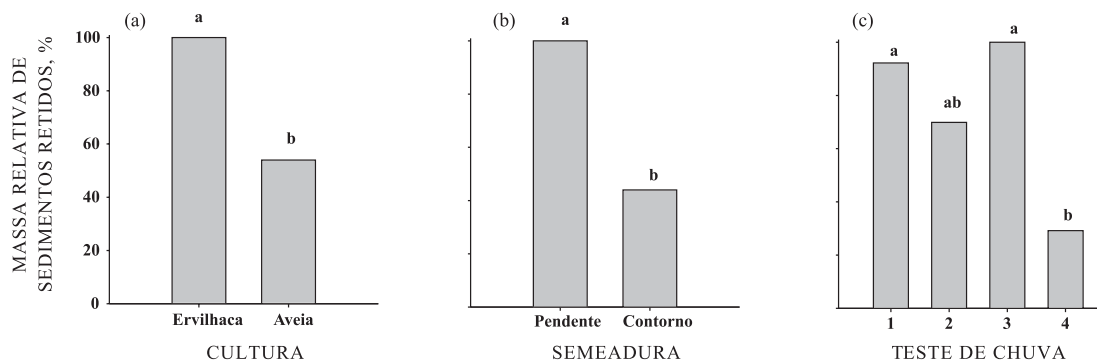 (a)
(b)
(c)
MASSA RELATIVA DE
SEDIMENTOS RETIDOS, %
100
80
60
40
20
0
a
b
Ervilhaca
Aveia
CULTURA
a
b
Pendente
Contorno
SEMEADURA
a
ab
a
b
1
2
3
4
TESTE DE CHUVA